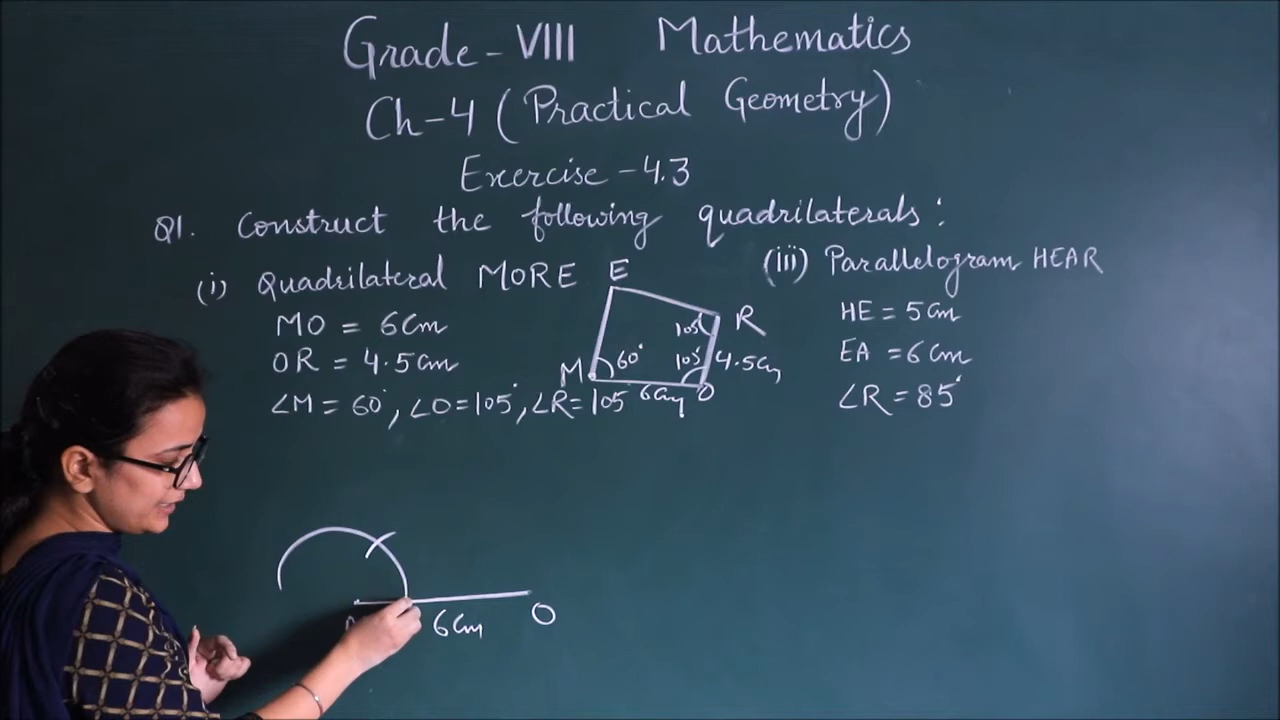 Grade-VIII Mathematics
Ch-4 (Practical Geometry)
Exercise-4.3
Q1. Construct the following quadrilaterals:
(i) Quadrilateral MORE
MO = 6cm
OR = 4.5cm
∠M = 60°, ∠O=105°, ∠R=105°
E
R
105°
M 60° 105° 4.5cm
6cm O
(iii) Parallelogram HEAR
HE = 5cm
EA = 6cm
∠R = 85°
6cm O